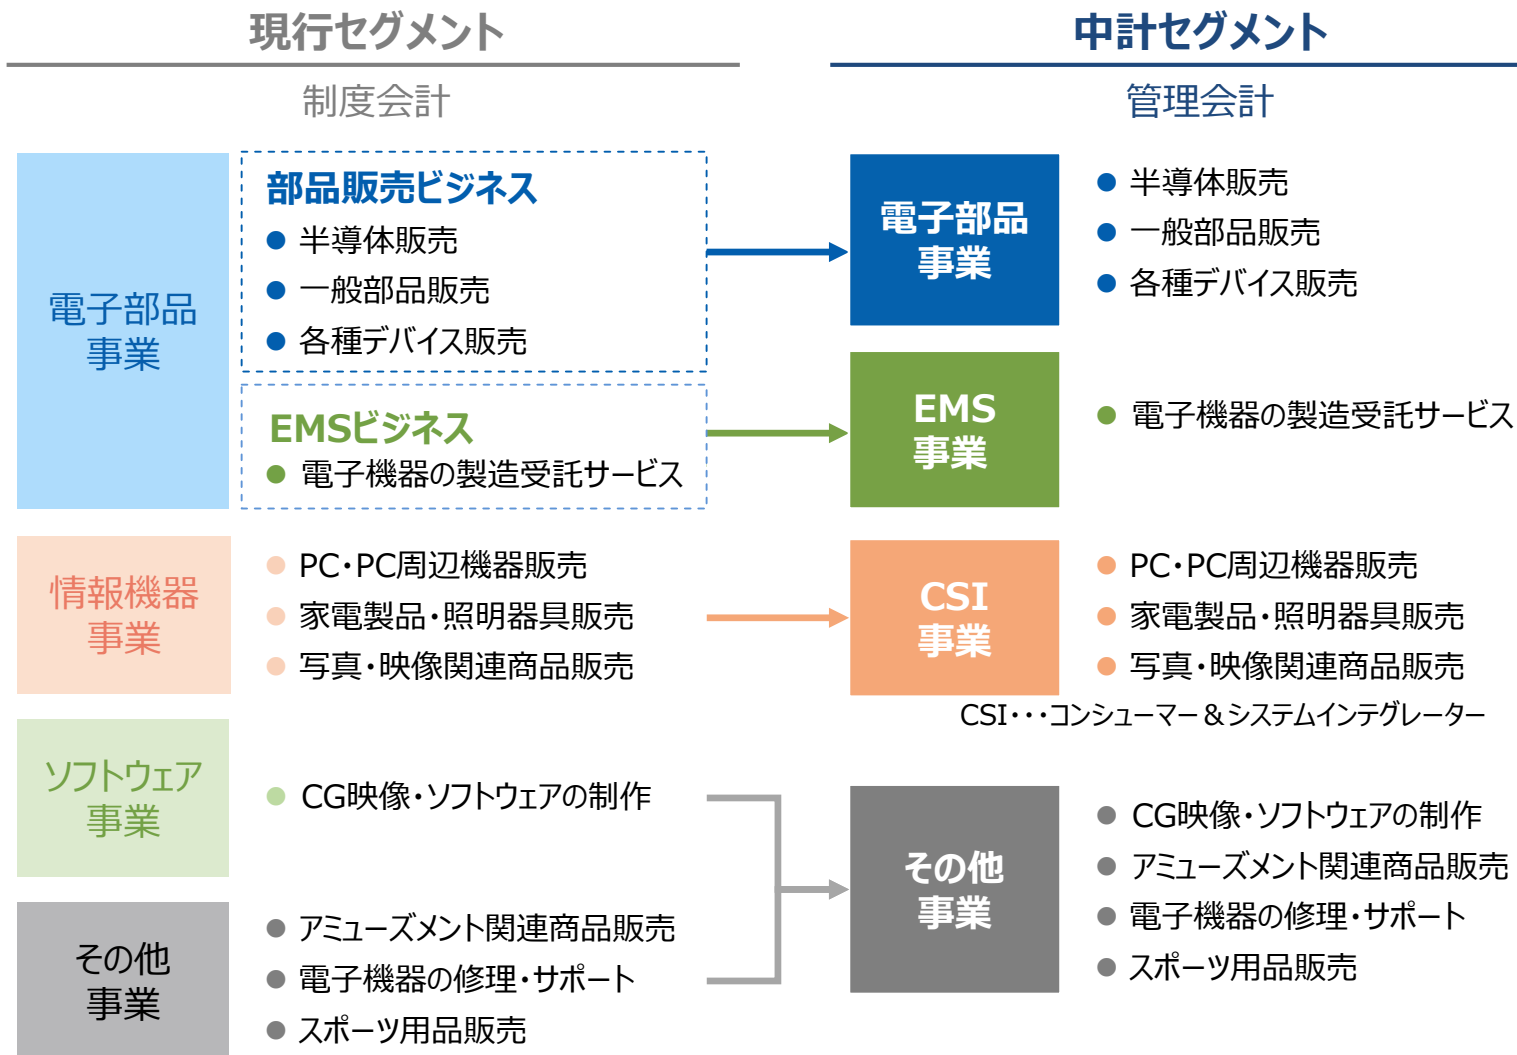 現行セグメント
制度会計
電子部品
事業
部品販売ビジネス
● 半導体販売
● 一般部品販売
● 各種デバイス販売
EMSビジネス
● 電子機器の製造受託サービス
情報機器
事業
● PC・PC周辺機器販売
● 家電製品・照明器具販売
● 写真・映像関連商品販売
ソフトウェア
事業
● CG映像・ソフトウェアの制作
その他
事業
● アミューズメント関連商品販売
● 電子機器の修理・サポート
● スポーツ用品販売
中計セグメント
管理会計
電子部品
事業
● 半導体販売
● 一般部品販売
● 各種デバイス販売
EMS
事業
● 電子機器の製造受託サービス
CSI
事業
● PC・PC周辺機器販売
● 家電製品・照明器具販売
● 写真・映像関連商品販売
CSI・・・コンシューマー＆システムインテグレーター
その他
事業
● CG映像・ソフトウェアの制作
● アミューズメント関連商品販売
● 電子機器の修理・サポート
● スポーツ用品販売